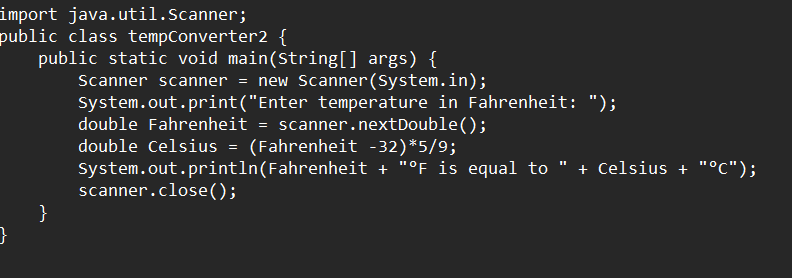 import java.util.Scanner;
public class tempConverter2 {
    public static void main(String[] args) {
        Scanner scanner = new Scanner(System.in);
        System.out.print("Enter temperature in Fahrenheit: ");
        double Fahrenheit = scanner.nextDouble();
        double Celsius = (Fahrenheit -32)*5/9;
        System.out.println(Fahrenheit + "°F is equal to " + Celsius + "°C");
        scanner.close();
    }
}